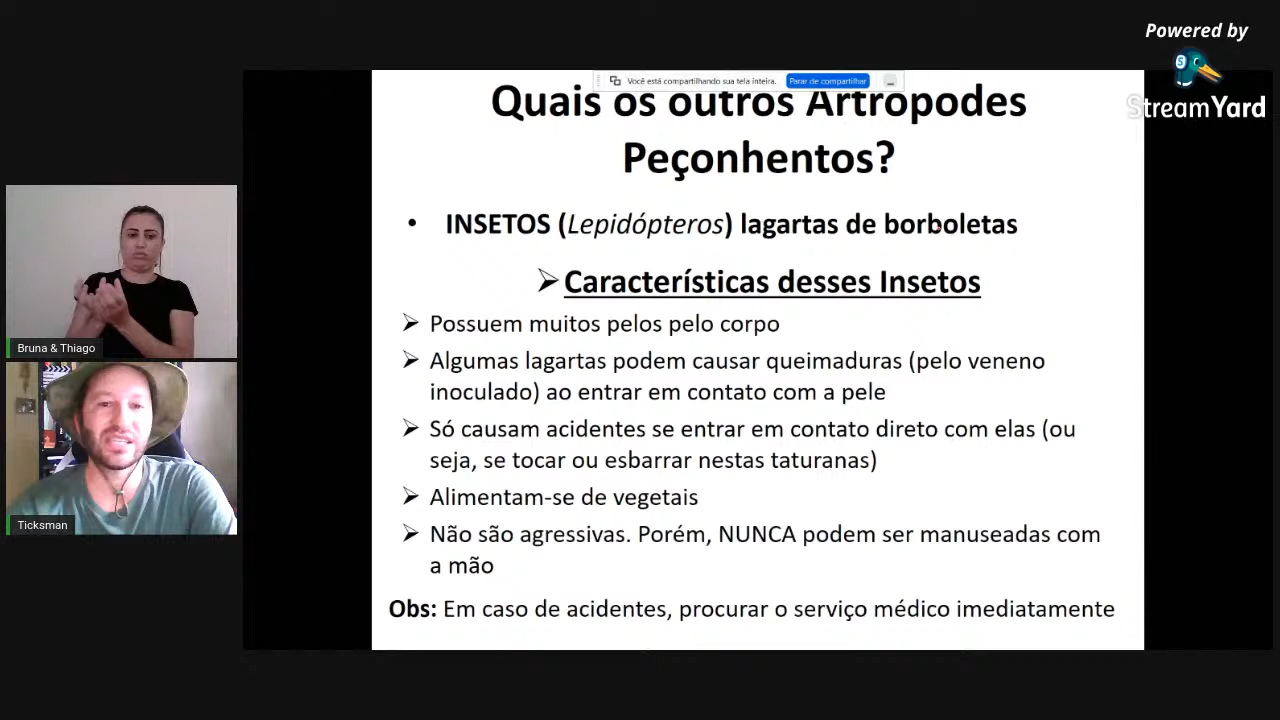 Powered by
StreamYard
Você está compartilhando sua tela inteira. Parar de compartilhar
Quais os outros Artrópodes
Peçonhentos?
• INSETOS (Lepidópteros) lagartas de borboletas
➢ Características desses Insetos
➢ Possuem muitos pelos pelo corpo
➢ Algumas lagartas podem causar queimaduras (pelo veneno
inoculado) ao entrar em contato com a pele
➢ Só causam acidentes se entrar em contato direto com elas (ou
seja, se tocar ou esbarrar nestas taturanas)
➢ Alimentam-se de vegetais
➢ Não são agressivas. Porém, NUNCA podem ser manuseadas com
a mão
Obs: Em caso de acidentes, procurar o serviço médico imediatamente
Bruna & Thiago
Ticksman